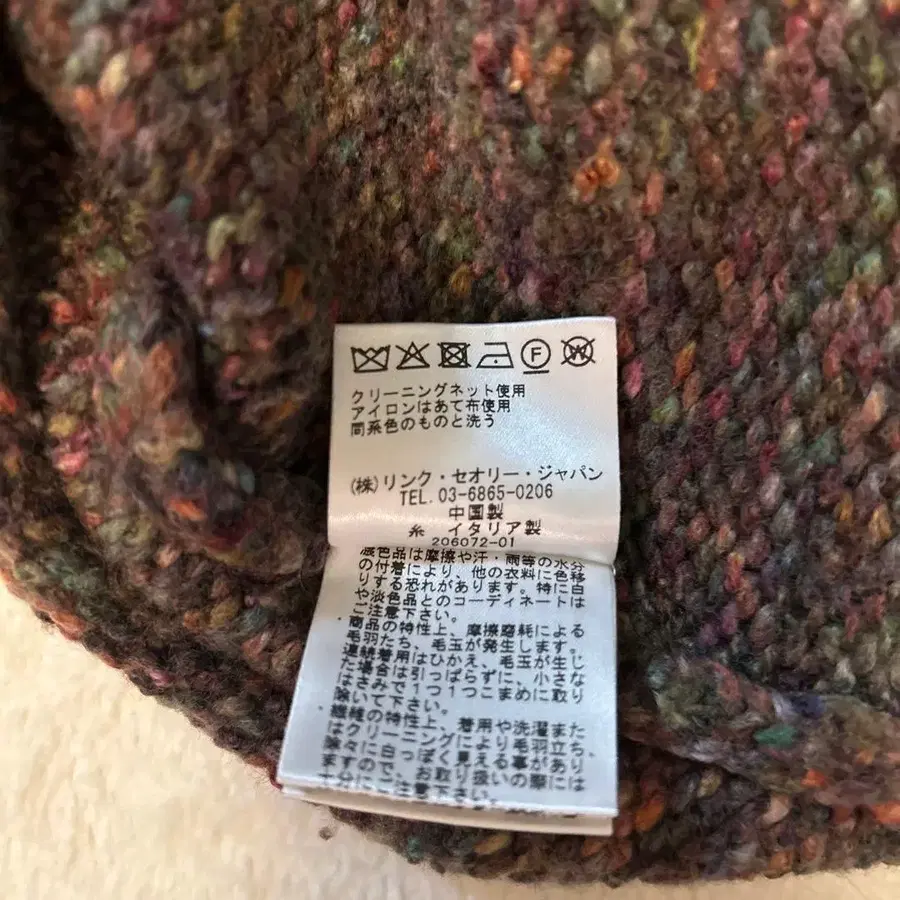 F W
クリーニングネット使用
アイロンはあて布使用
同系色のものと洗う
(株)リンク・セオリー・ジャパン
TEL. 03-6865-0206
中国製
糸 イタリア製
206072-01
濃色品は摩擦や汗・雨等の水分
の付着により、他の衣料に色移
りする恐れがあります。特に白
や淡色品とのコーディネートは
ご注意下さい。
・商品の特性上、摩擦磨耗による
毛羽たち、毛玉が発生します。
連続着用はひかえ、毛玉が生じ
た場合は引っぱらずに、小さな
はさみで1つ1つこまめに取り
除いて下さい。
・繊維の特性上、着用や洗濯また
はクリーニングにより毛羽立ち、
徐々に白っぽく見える事があり
ますので、お取り扱いの際には
十分にご注意下さい。